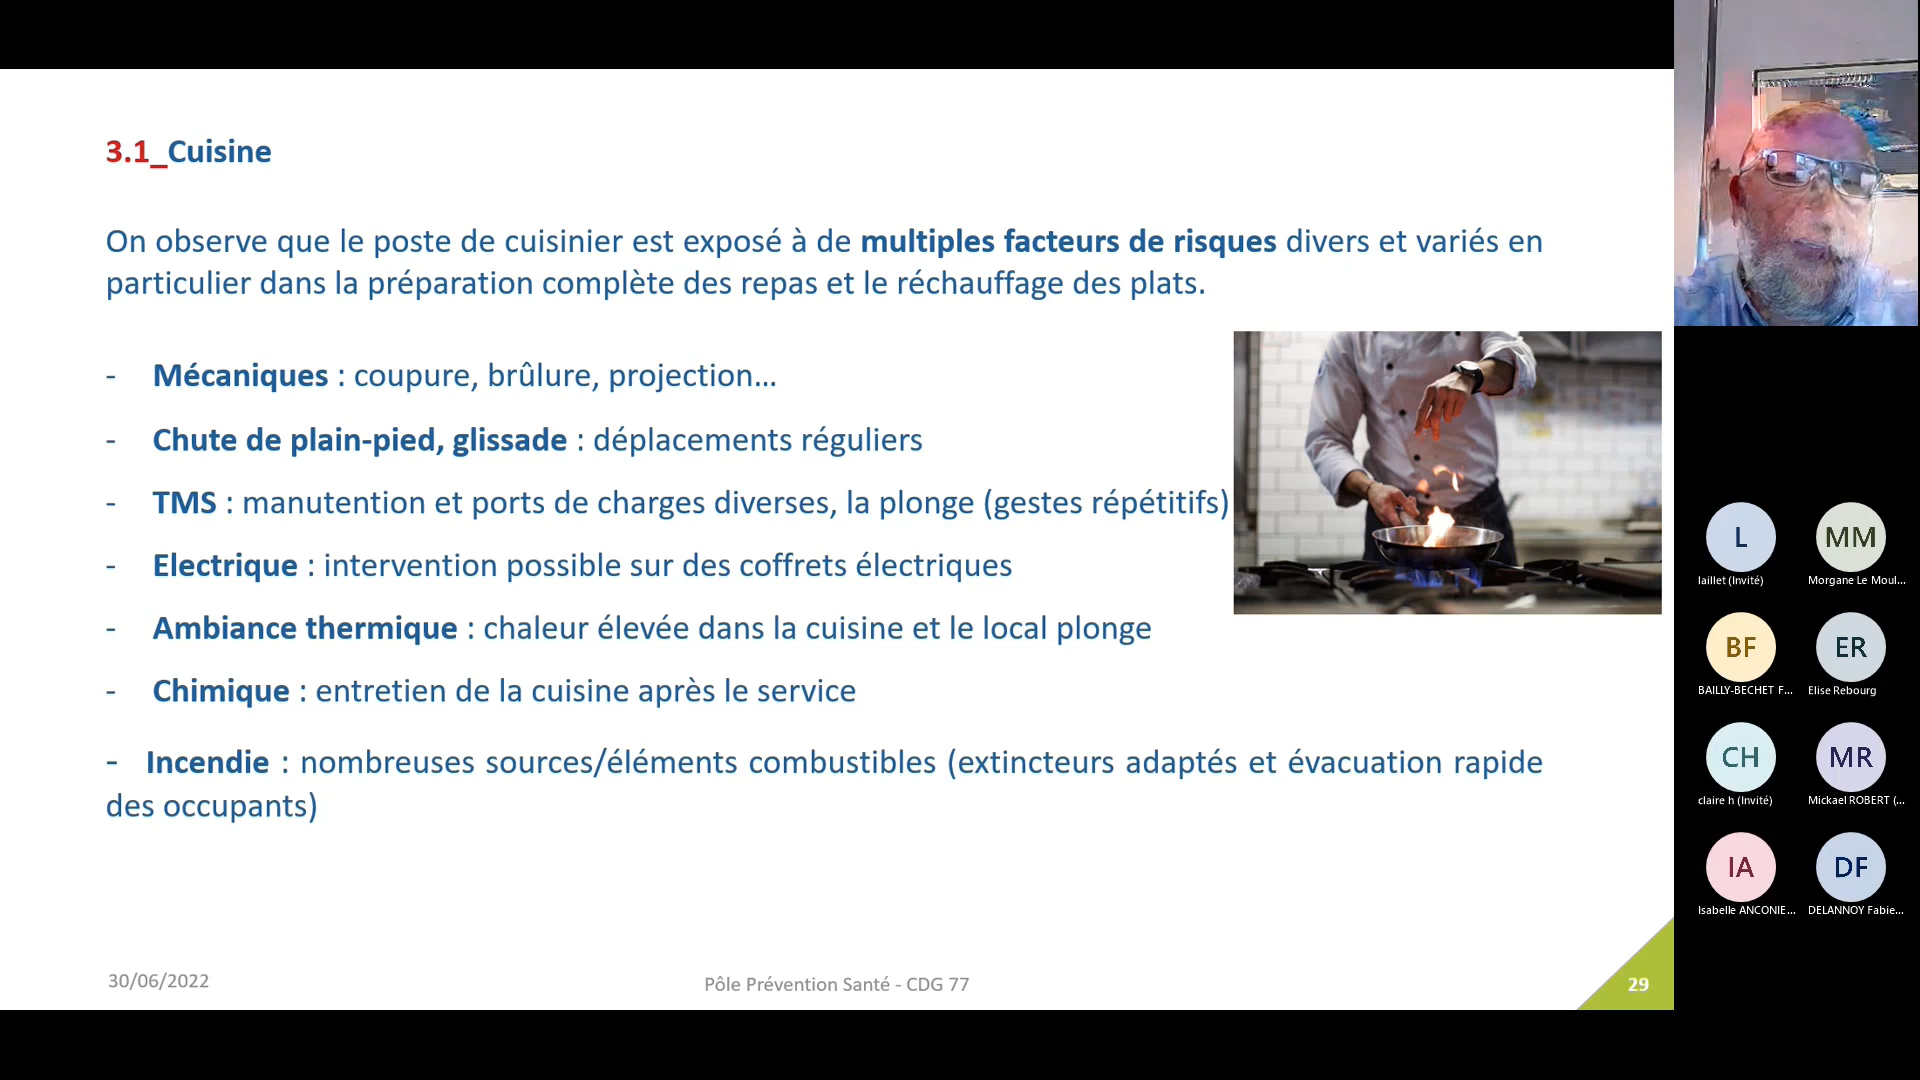 3.1_Cuisine
On observe que le poste de cuisinier est exposé à de multiples facteurs de risques divers et variés en
particulier dans la préparation complète des repas et le réchauffage des plats.
- Mécaniques : coupure, brûlure, projection...
- Chute de plain-pied, glissade : déplacements réguliers
- TMS : manutention et ports de charges diverses, la plonge (gestes répétitifs)
- Electrique : intervention possible sur des coffrets électriques
- Ambiance thermique : chaleur élevée dans la cuisine et le local plonge
- Chimique : entretien de la cuisine après le service
- Incendie : nombreuses sources/éléments combustibles (extincteurs adaptés et évacuation rapide
des occupants)
30/06/2022
Pôle Prévention Santé - CDG 77
29
L
MM
laillet (Invité)
Morgane Le Moul...
BF
ER
BAILLY-BECHET F...
Elise Rebourg
CH
MR
claire h (Invité)
Mickael ROBERT (...
IA
DF
Isabelle ANCONIE...
DELANNOY Fabie...